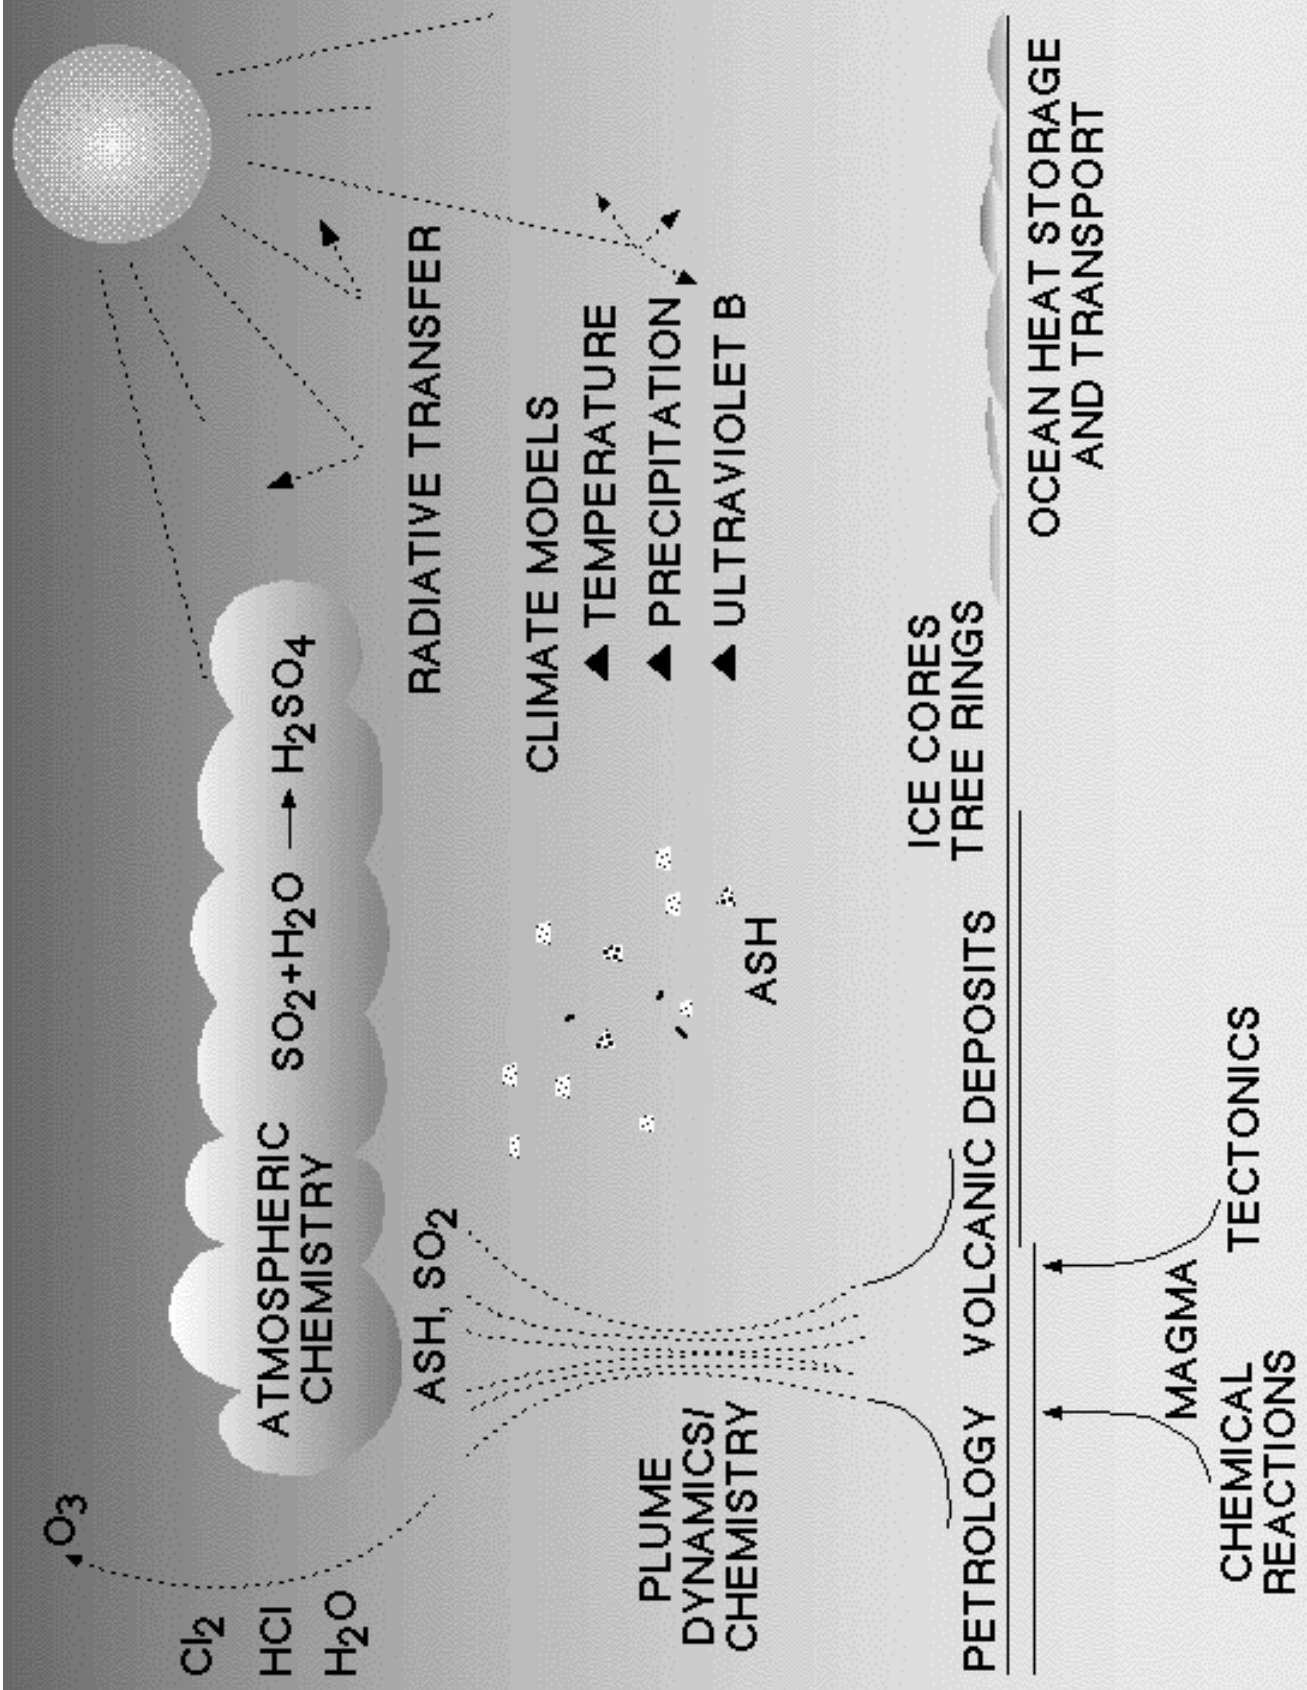 O3
Cl2
HCl
H2O
ATMOSPHERIC
CHEMISTRY
SO2+H2O → H2SO4
ASH, SO2
RADIATIVE TRANSFER
CLIMATE MODELS
▲ TEMPERATURE
▲ PRECIPITATION
▲ ULTRAVIOLET B
PLUME
DYNAMICS/
CHEMISTRY
ASH
ICE CORES
TREE RINGS
PETROLOGY
VOLCANIC DEPOSITS
OCEAN HEAT STORAGE
AND TRANSPORT
MAGMA
CHEMICAL
REACTIONS
TECTONICS